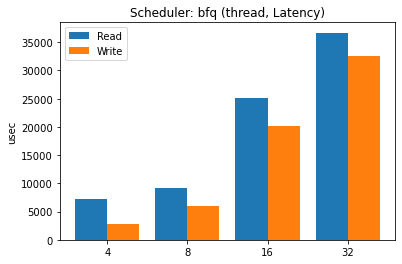 Scheduler: bfq (thread, Latency)
Read
Write
usec
35000
30000
25000
20000
15000
10000
5000
0
4 8 16 32